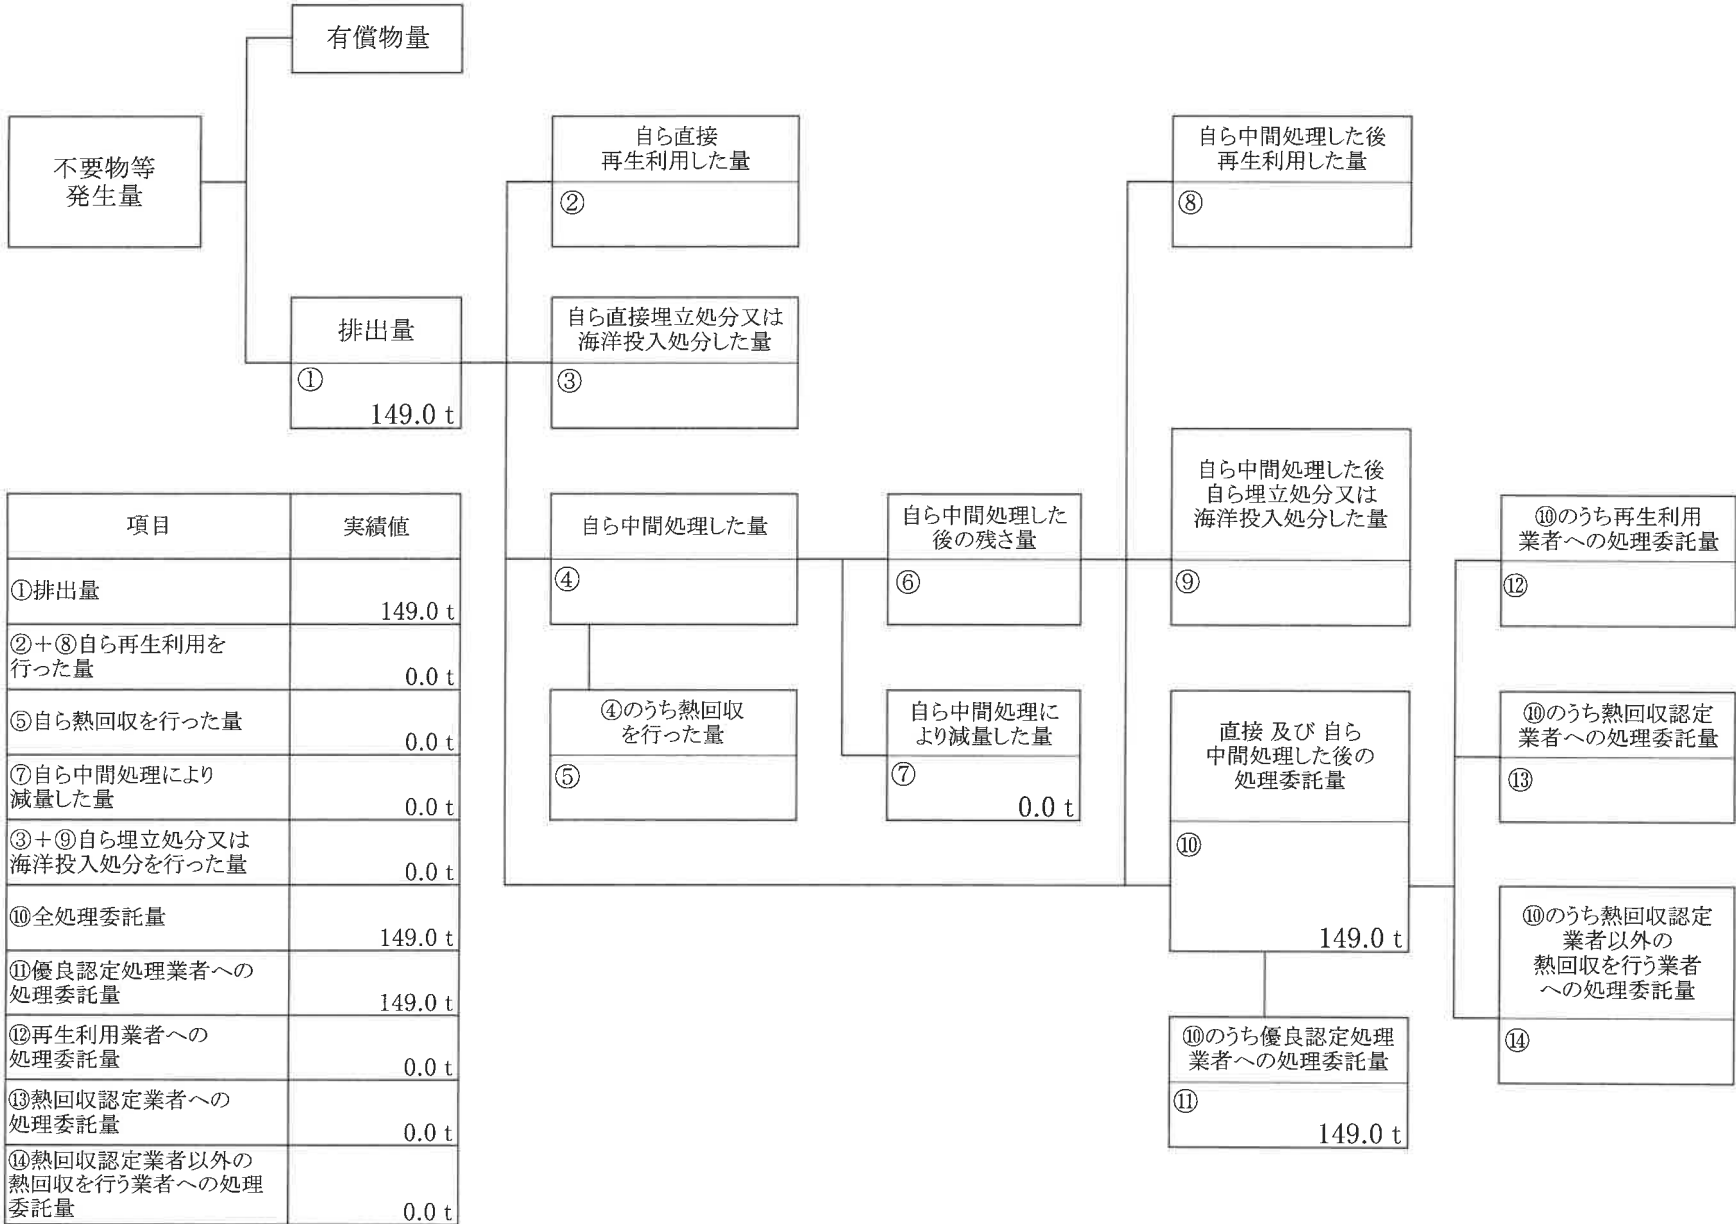 有償物量
不要物等
発生量
自ら直接
再生利用した量
②
自ら中間処理した後
再生利用した量
⑧
排出量
①
149.0 t
自ら直接埋立処分又は
海洋投入処分した量
③
自ら中間処理した量
④
自ら中間処理した
後の残さ量
⑥
自ら中間処理した後
自ら埋立処分又は
海洋投入処分した量
⑨
⑩のうち再生利用
業者への処理委託量
⑫
④のうち熱回収
を行った量
⑤
自ら中間処理に
より減量した量
⑦
0.0 t
直接 及び 自ら
中間処理した後の
処理委託量
⑩
149.0 t
⑩のうち熱回収認定
業者への処理委託量
⑬
⑩のうち熱回収認定
業者以外の
熱回収を行う業者
への処理委託量
⑭
⑩のうち優良認定処理
業者への処理委託量
⑪
149.0 t
項目 実績値
①排出量
149.0 t
②+⑧自ら再生利用を
行った量
0.0 t
⑤自ら熱回収を行った量
0.0 t
⑦自ら中間処理により
減量した量
0.0 t
③+⑨自ら埋立処分又は
海洋投入処分を行った量
0.0 t
⑩全処理委託量
149.0 t
⑪優良認定処理業者への
処理委託量
149.0 t
⑫再生利用業者への
処理委託量
0.0 t
⑬熱回収認定業者への
処理委託量
0.0 t
⑭熱回収認定業者以外の
熱回収を行う業者への処理
委託量
0.0 t